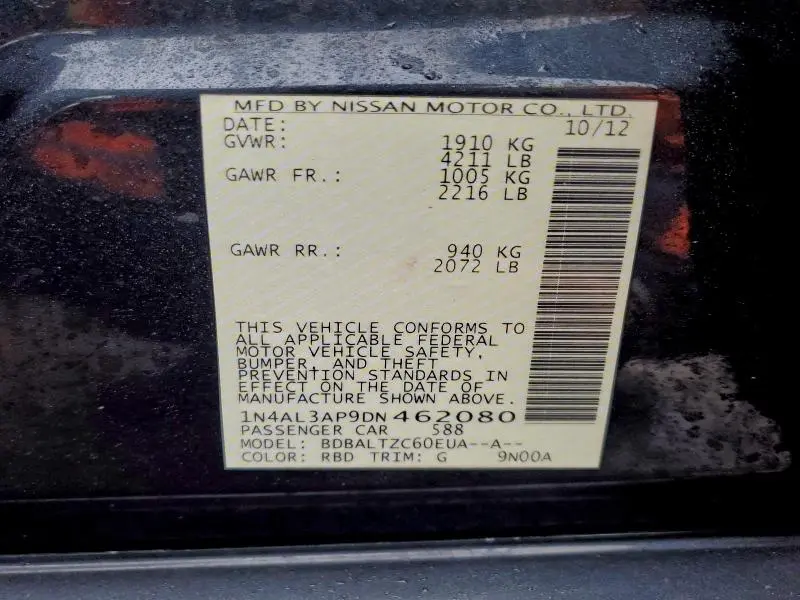 MFD BY NISSAN MOTOR CO., LTD.
DATE: 10/12
GVWR: 1910 KG
4211 LB
GAWR FR.: 1005 KG
2216 LB
GAWR RR.: 940 KG
2072 LB
THIS VEHICLE CONFORMS TO
ALL APPLICABLE FEDERAL
MOTOR VEHICLE SAFETY,
BUMPER, AND THEFT
PREVENTION STANDARDS IN
EFFECT ON THE DATE OF
MANUFACTURE SHOWN ABOVE.
1N4AL3AP9DN462080
PASSENGER CAR 588
MODEL: BDBALTZC60EUA--A--
COLOR: RBD TRIM: G 9N00A